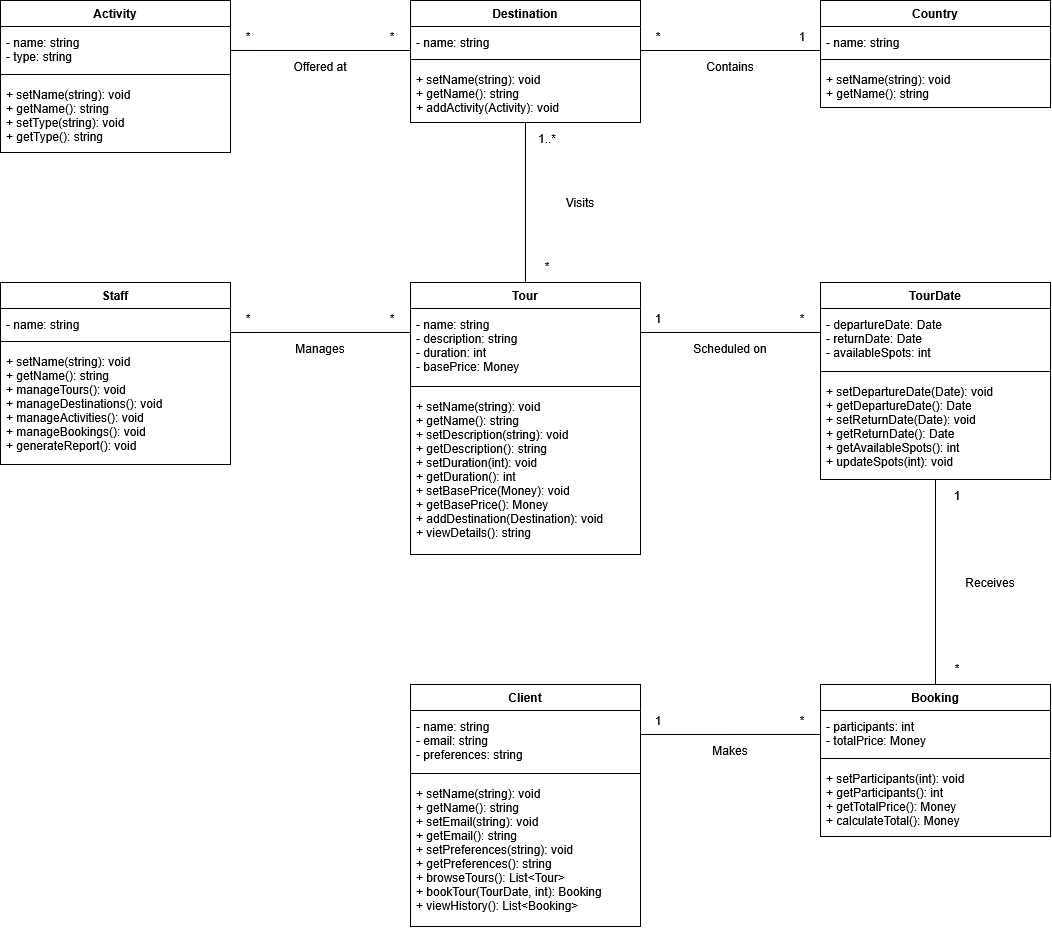 Activity
- name: string
- type: string
+ setName(string): void
+ getName(): string
+ setType(string): void
+ getType(): string
* *
Offered at
Destination
- name: string
+ setName(string): void
+ getName(): string
+ addActivity(Activity): void
* 1
Contains
Country
- name: string
+ setName(string): void
+ getName(): string
1..*
Visits
*
Staff
- name: string
+ setName(string): void
+ getName(): string
+ manageTours(): void
+ manageDestinations(): void
+ manageActivities(): void
+ manageBookings(): void
+ generateReport(): void
* *
Manages
Tour
- name: string
- description: string
- duration: int
- basePrice: Money
+ setName(string): void
+ getName(): string
+ setDescription(string): void
+ getDescription(): string
+ setDuration(int): void
+ getDuration(): int
+ setBasePrice(Money): void
+ getBasePrice(): Money
+ addDestination(Destination): void
+ viewDetails(): string
1 *
Scheduled on
TourDate
- departureDate: Date
- returnDate: Date
- availableSpots: int
+ setDepartureDate(Date): void
+ getDepartureDate(): Date
+ setReturnDate(Date): void
+ getReturnDate(): Date
+ getAvailableSpots(): int
+ updateSpots(int): void
1
Receives
*
Client
- name: string
- email: string
- preferences: string
+ setName(string): void
+ getName(): string
+ setEmail(string): void
+ getEmail(): string
+ setPreferences(string): void
+ getPreferences(): string
+ browseTours(): List<Tour>
+ bookTour(TourDate, int): Booking
+ viewHistory(): List<Booking>
1 *
Makes
Booking
- participants: int
- totalPrice: Money
+ setParticipants(int): void
+ getParticipants(): int
+ getTotalPrice(): Money
+ calculateTotal(): Money